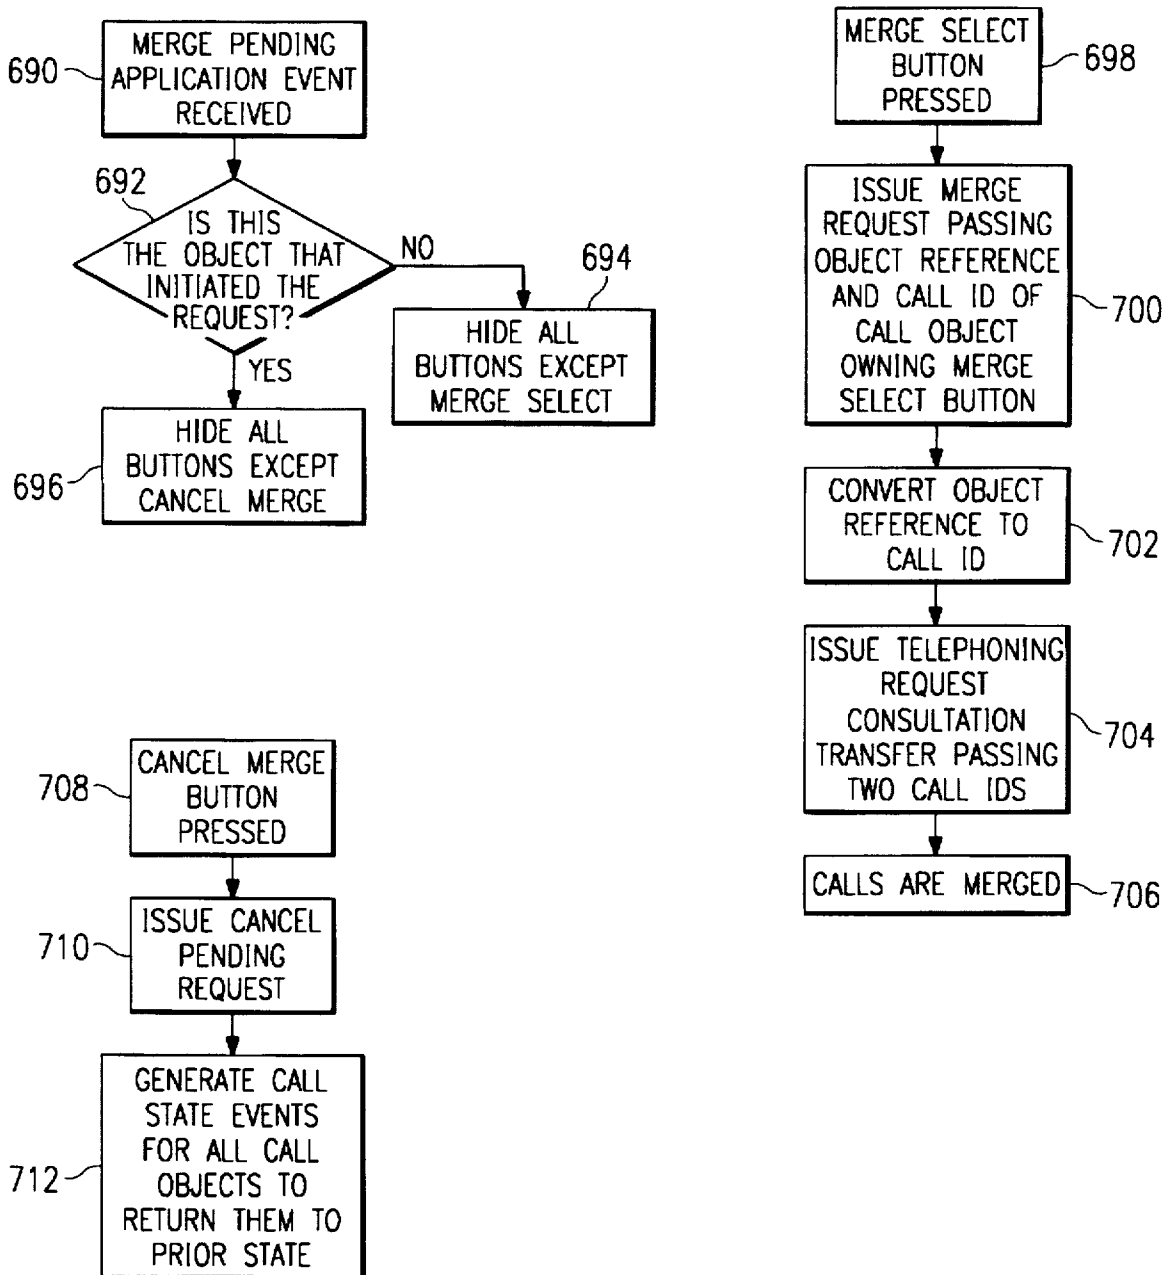 MERGE PENDING
APPLICATION EVENT
RECEIVED
690
692
IS THIS
THE OBJECT THAT
INITIATED THE
REQUEST?
NO
694
HIDE ALL
BUTTONS EXCEPT
MERGE SELECT
YES
HIDE ALL
BUTTONS EXCEPT
CANCEL MERGE
696
CANCEL MERGE
BUTTON
PRESSED
708
ISSUE CANCEL
PENDING
REQUEST
710
GENERATE CALL
STATE EVENTS
FOR ALL CALL
OBJECTS TO
RETURN THEM TO
PRIOR STATE
712
MERGE SELECT
BUTTON
PRESSED
698
ISSUE MERGE
REQUEST PASSING
OBJECT REFERENCE
AND CALL ID OF
CALL OBJECT
OWNING MERGE
SELECT BUTTON
700
CONVERT OBJECT
REFERENCE TO
CALL ID
702
ISSUE TELEPHONING
REQUEST
CONSULTATION
TRANSFER PASSING
TWO CALL IDS
704
CALLS ARE MERGED
706